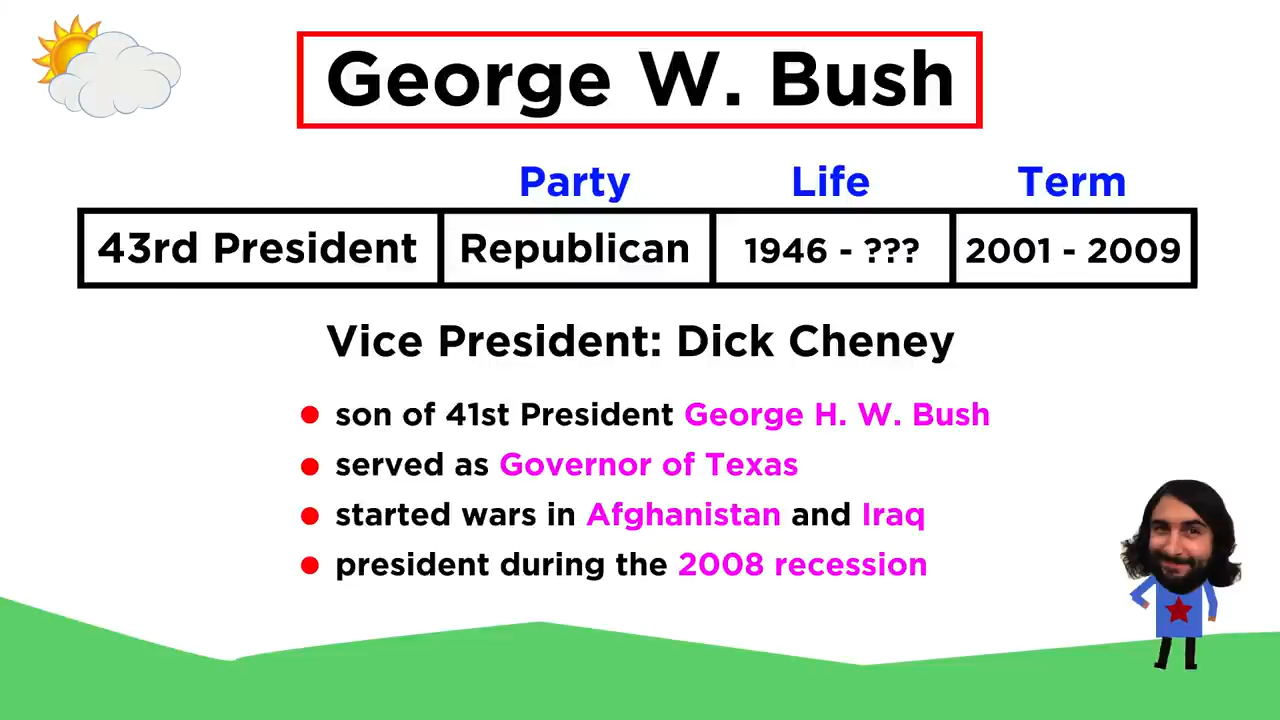 George W. Bush
Party Life Term
43rd President Republican 1946 - ??? 2001 - 2009
Vice President: Dick Cheney
son of 41st President George H. W. Bush
served as Governor of Texas
started wars in Afghanistan and Iraq
president during the 2008 recession